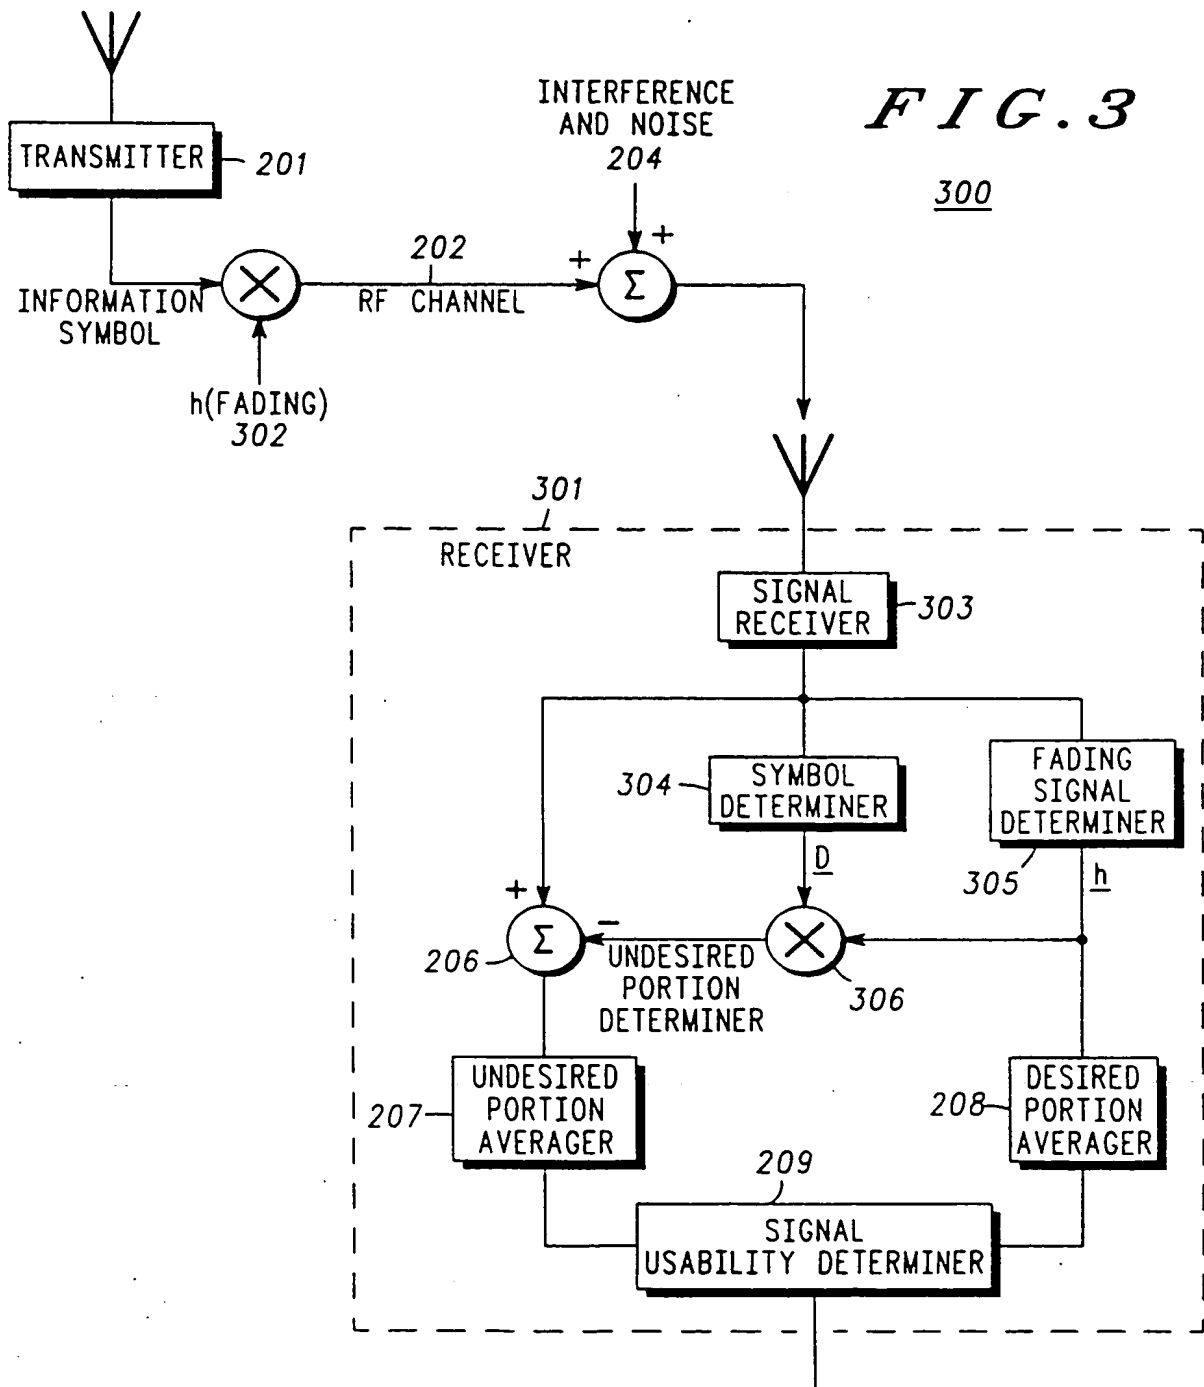 FIG.3
300
INTERFERENCE
AND NOISE
204
TRANSMITTER
201
+
+
Σ
202
RF CHANNEL
INFORMATION
SYMBOL
h(FADING)
302
301
RECEIVER
SIGNAL
RECEIVER
303
304
SYMBOL
DETERMINER
FADING
SIGNAL
DETERMINER
305
D
h
+
−
Σ
206
UNDESIRED
PORTION
DETERMINER
306
207
UNDESIRED
PORTION
AVERAGER
208
DESIRED
PORTION
AVERAGER
209
SIGNAL
USABILITY DETERMINER